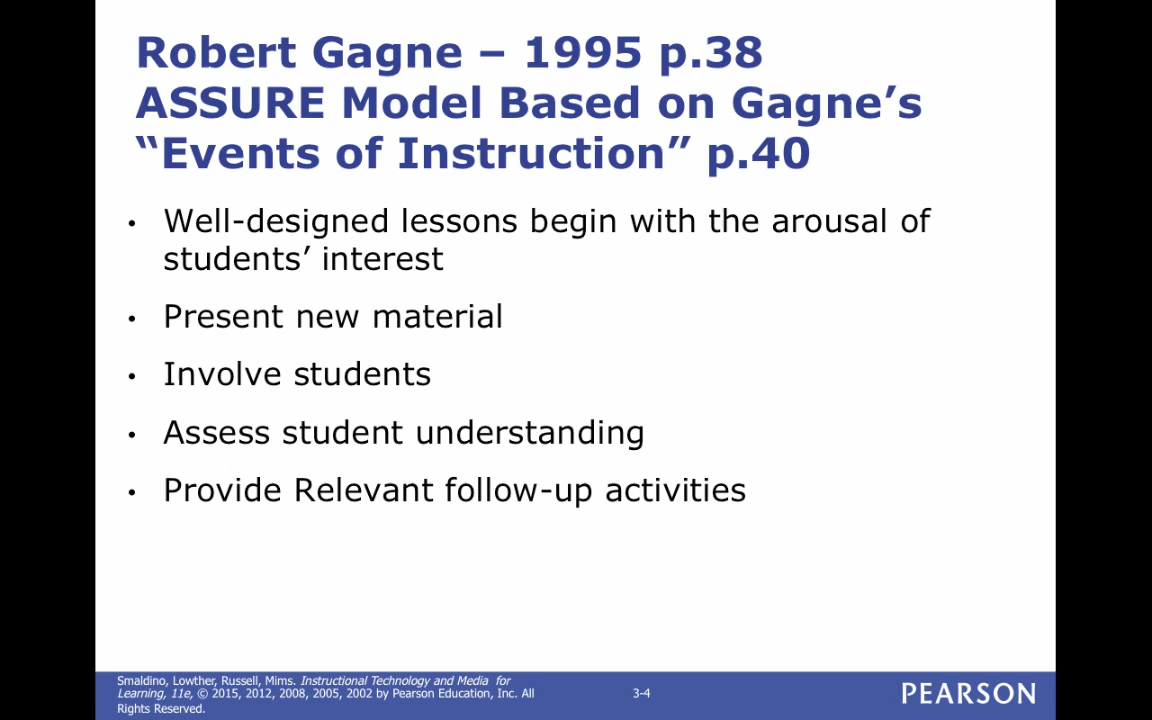 Robert Gagne – 1995 p.38
ASSURE Model Based on Gagne’s
“Events of Instruction” p.40
• Well-designed lessons begin with the arousal of
students’ interest
• Present new material
• Involve students
• Assess student understanding
• Provide Relevant follow-up activities
Smaldino, Lowther, Russell, Mims. Instructional Technology and Media for
Learning, 11e, © 2015, 2012, 2008, 2005, 2002 by Pearson Education, Inc. All
Rights Reserved.
3-4
PEARSON